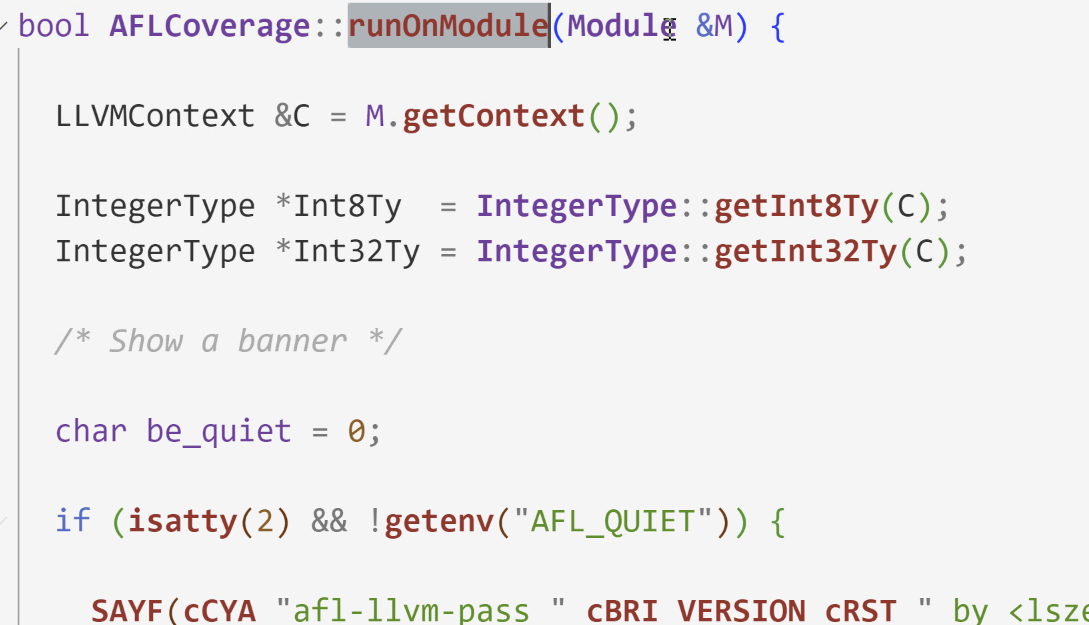 bool AFLCoverage::runOnModule(Module &M) {
LLVMContext &C = M.getContext();
IntegerType *Int8Ty  = IntegerType::getInt8Ty(C);
IntegerType *Int32Ty = IntegerType::getInt32Ty(C);
/* Show a banner */
char be_quiet = 0;
if (isatty(2) && !getenv("AFL_QUIET")) {
SAYF(cCYA "afl-llvm-pass " cBRI VERSION cRST " by <lsze